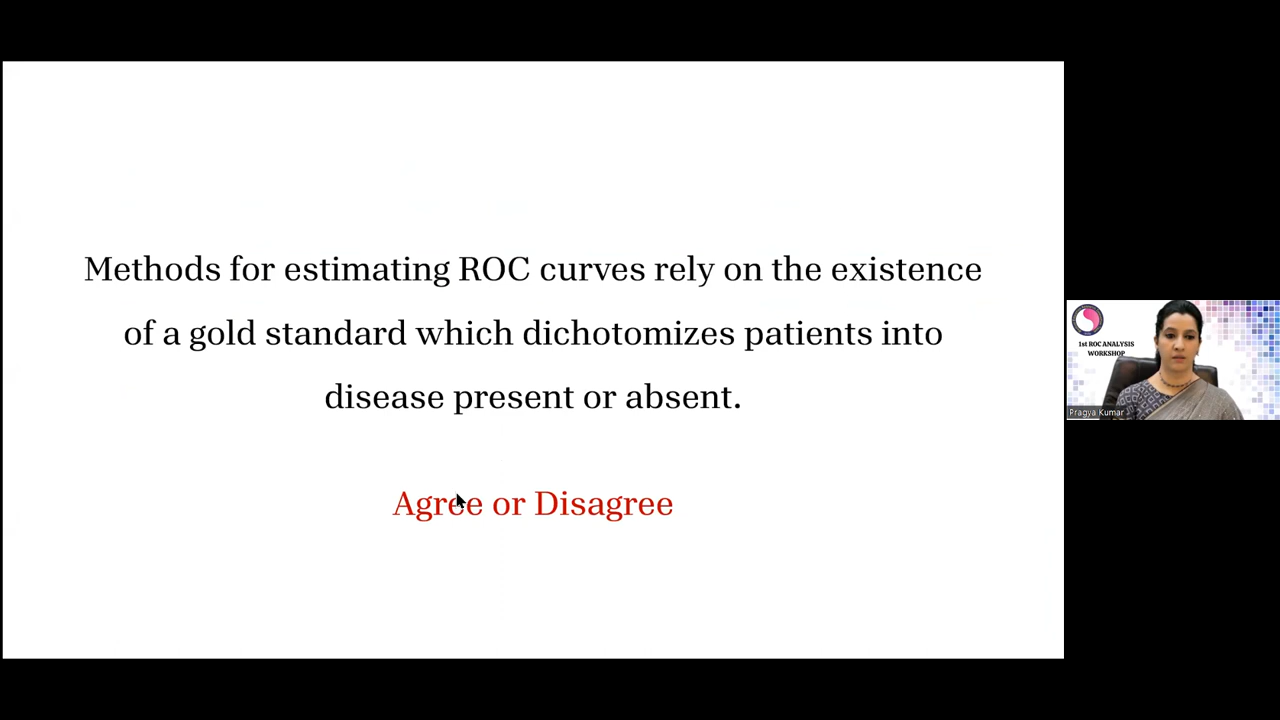 Methods for estimating ROC curves rely on the existence
of a gold standard which dichotomizes patients into
disease present or absent.
Agree or Disagree
1st ROC ANALYSIS
WORKSHOP
Pragya Kumar